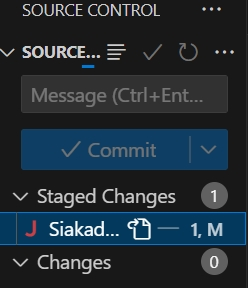 SOURCE CONTROL
SOURCE...
Message (Ctrl+Ent...
Commit
Staged Changes 1
J Siakad... 1, M
Changes 0